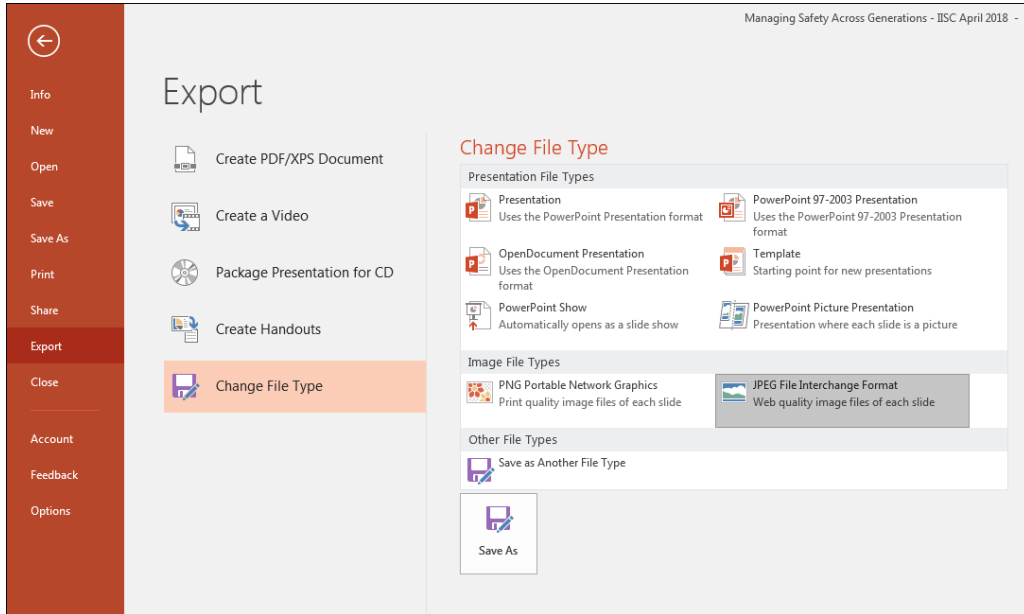 Managing Safety Across Generations - IISC April 2018 -
Info
New
Open
Save
Save As
Print
Share
Export
Close
Account
Feedback
Options
Export
Create PDF/XPS Document
Create a Video
Package Presentation for CD
Create Handouts
Change File Type
Change File Type
Presentation File Types
Presentation
Uses the PowerPoint Presentation format
PowerPoint 97-2003 Presentation
Uses the PowerPoint 97-2003 Presentation
format
OpenDocument Presentation
Uses the OpenDocument Presentation
format
Template
Starting point for new presentations
PowerPoint Show
Automatically opens as a slide show
PowerPoint Picture Presentation
Presentation where each slide is a picture
Image File Types
PNG Portable Network Graphics
Print quality image files of each slide
JPEG File Interchange Format
Web quality image files of each slide
Other File Types
Save as Another File Type
Save As